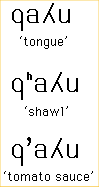 qaʎu
‘tongue’
qʰaʎu
‘shawl’
q’aʎu
‘tomato sauce’